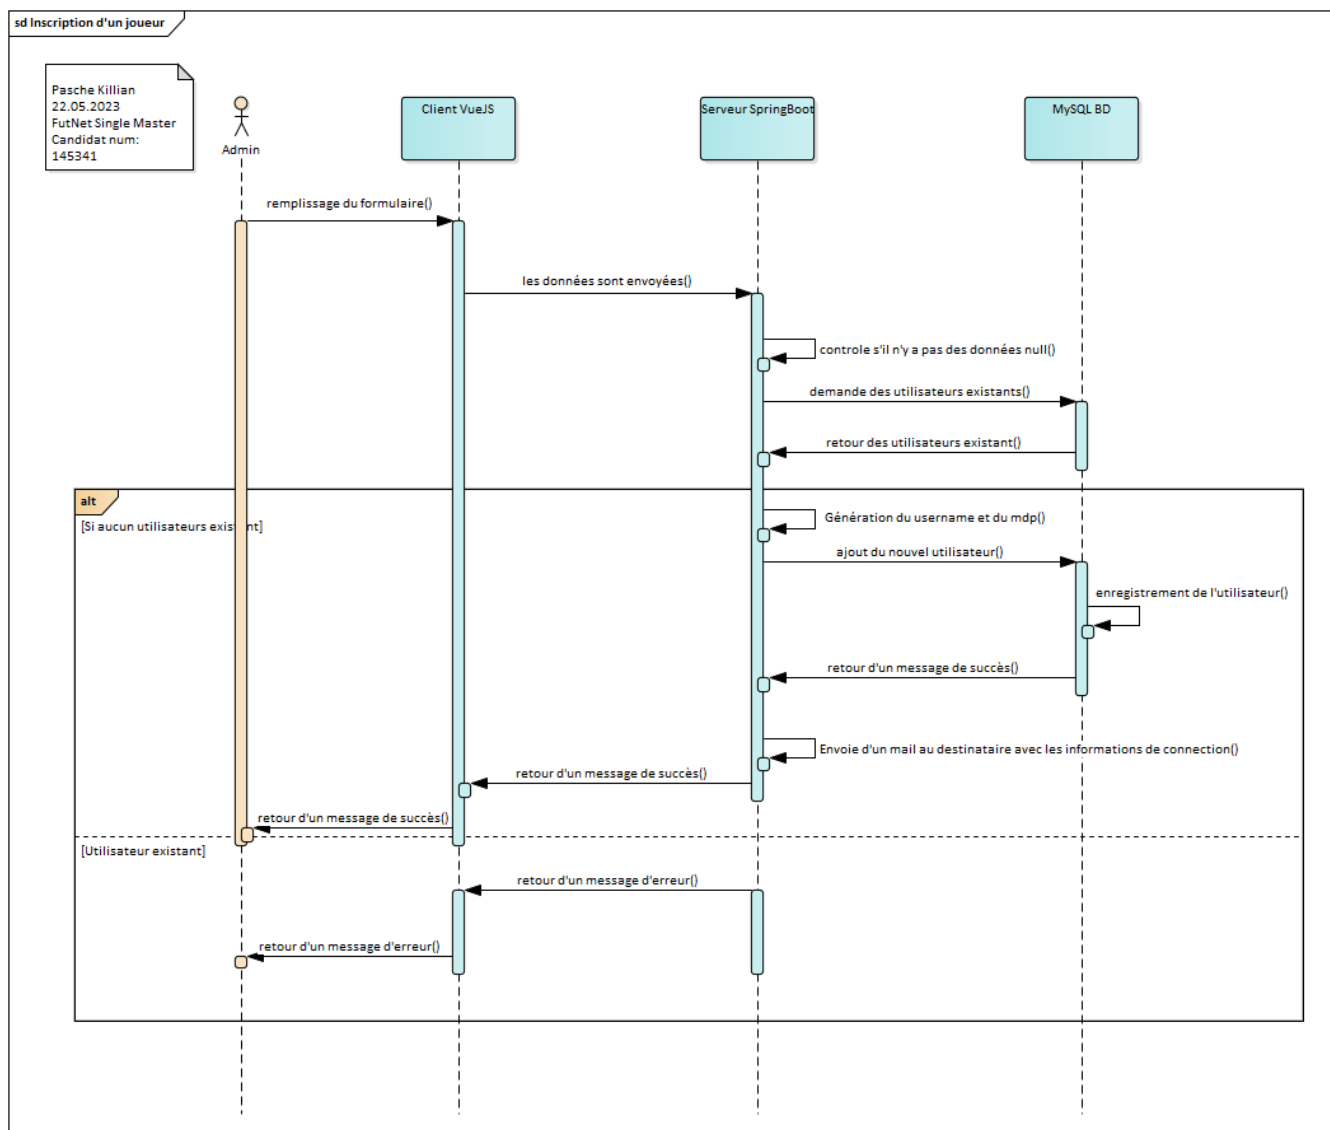 sd Inscription d'un joueur
Pasche Killian
22.05.2023
FutNet Single Master
Candidat num:
145341
Admin
Client VueJS
Serveur SpringBoot
MySQL BD
remplissage du formulaire()
les données sont envoyées()
controle s'il n'y a pas des données null()
demande des utilisateurs existants()
retour des utilisateurs existant()
alt
[Si aucun utilisateurs existant]
Génération du username et du mdp()
ajout du nouvel utilisateur()
enregistrement de l'utilisateur()
retour d'un message de succès()
Envoie d'un mail au destinataire avec les informations de connection()
retour d'un message de succès()
retour d'un message de succès()
[Utilisateur existant]
retour d'un message d'erreur()
retour d'un message d'erreur()